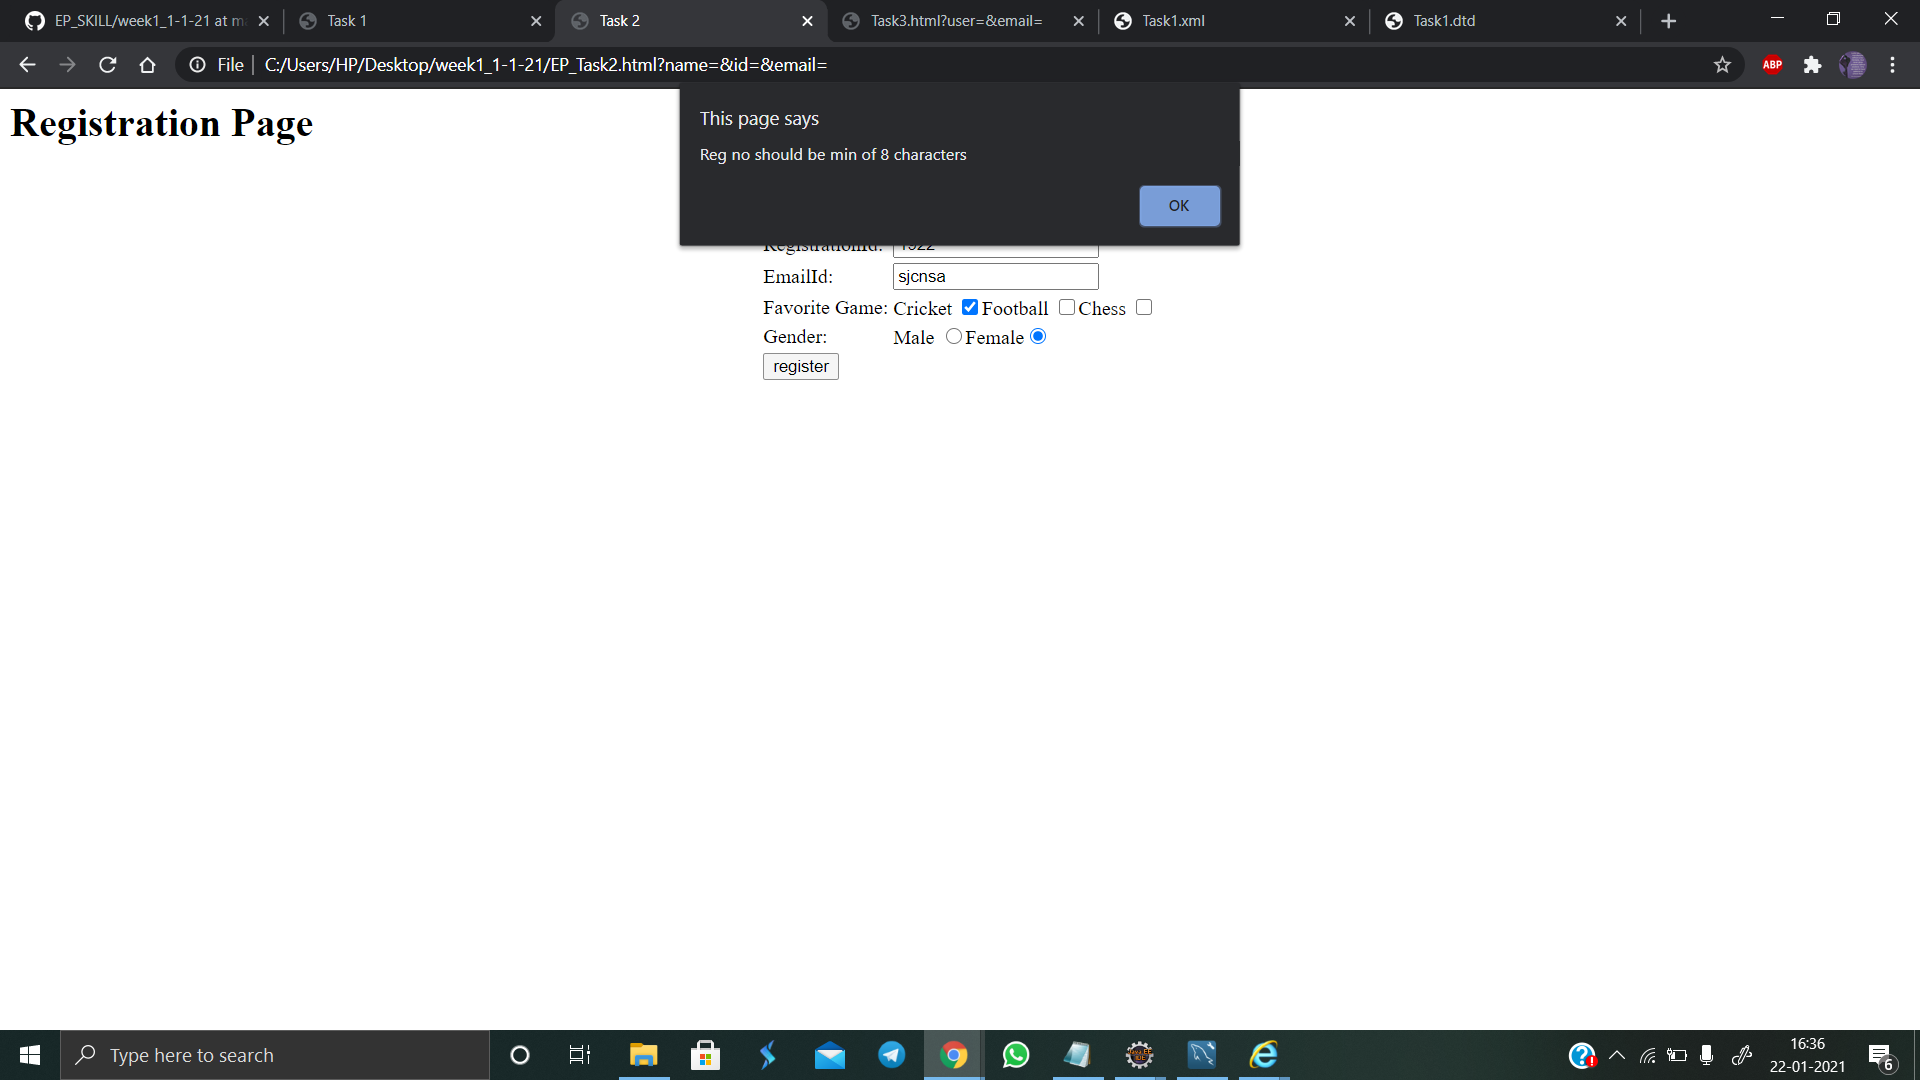 EP_SKILL/week1_1-1-21 at m
Task 1
Task 2
Task3.html?user=&email=
Task1.xml
Task1.dtd
File
C:/Users/HP/Desktop/week1_1-1-21/EP_Task2.html?name=&id=&email=
ABP
Registration Page
This page says
Reg no should be min of 8 characters
OK
RegistrationId: 1922
EmailId: sjcnsa
Favorite Game: Cricket Football Chess
Gender: Male Female
register
Type here to search
16:36
22-01-2021
6